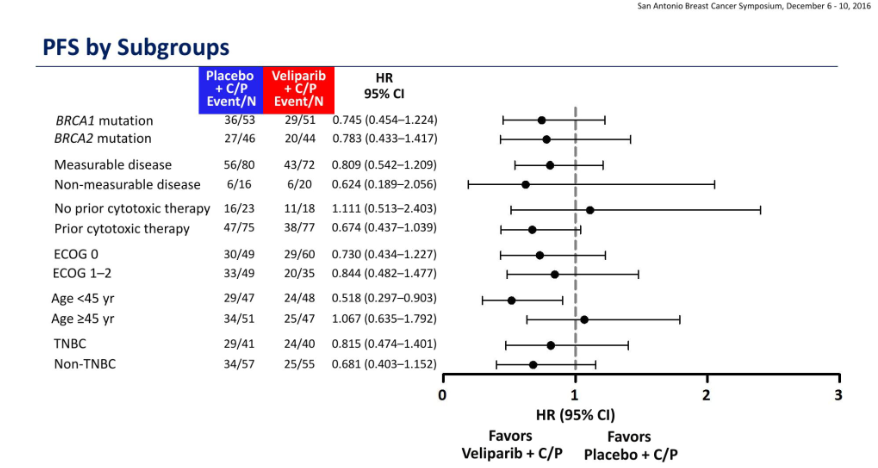 San Antonio Breast Cancer Symposium, December 6 - 10, 2016
PFS by Subgroups
Placebo + C/P Event/N Veliparib + C/P Event/N HR 95% CI
BRCA1 mutation 36/53 29/51 0.745 (0.454–1.224)
BRCA2 mutation 27/46 20/44 0.783 (0.433–1.417)
Measurable disease 56/80 43/72 0.809 (0.542–1.209)
Non-measurable disease 6/16 6/20 0.624 (0.189–2.056)
No prior cytotoxic therapy 16/23 11/18 1.111 (0.513–2.403)
Prior cytotoxic therapy 47/75 38/77 0.674 (0.437–1.039)
ECOG 0 30/49 29/60 0.730 (0.434–1.227)
ECOG 1–2 33/49 20/35 0.844 (0.482–1.477)
Age <45 yr 29/47 24/48 0.518 (0.297–0.903)
Age ≥45 yr 34/51 25/47 1.067 (0.635–1.792)
TNBC 29/41 24/40 0.815 (0.474–1.401)
Non-TNBC 34/57 25/55 0.681 (0.403–1.152)
0 1 2 3
HR (95% CI)
Favors Favors
Veliparib + C/P Placebo + C/P